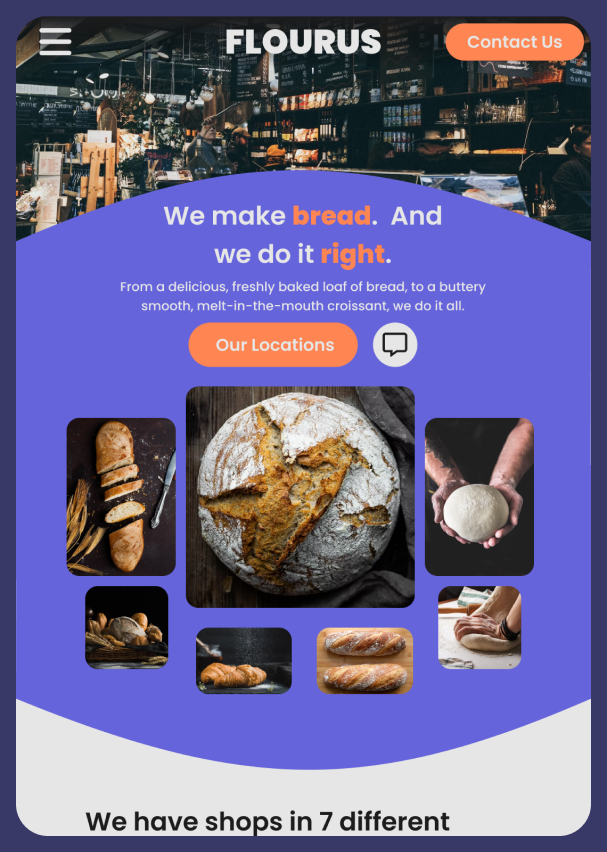 FLOURUS
Contact Us
We make bread. And
we do it right.
From a delicious, freshly baked loaf of bread, to a buttery
smooth, melt-in-the-mouth croissant, we do it all.
Our Locations
We have shops in 7 different